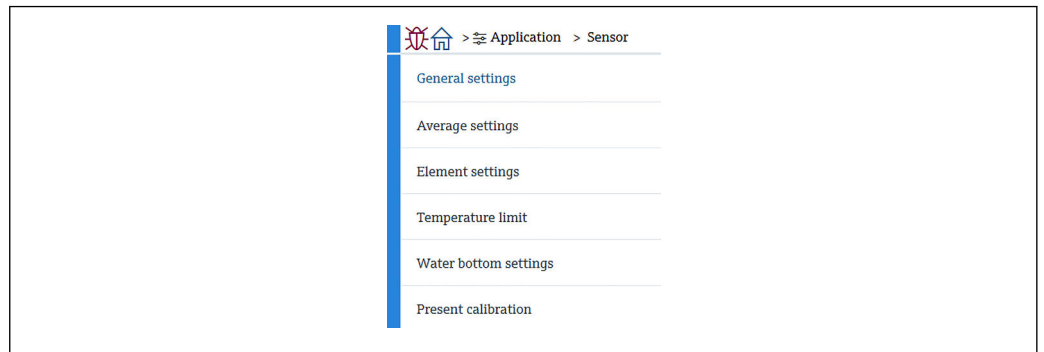 > Application > Sensor
General settings
Average settings
Element settings
Temperature limit
Water bottom settings
Present calibration